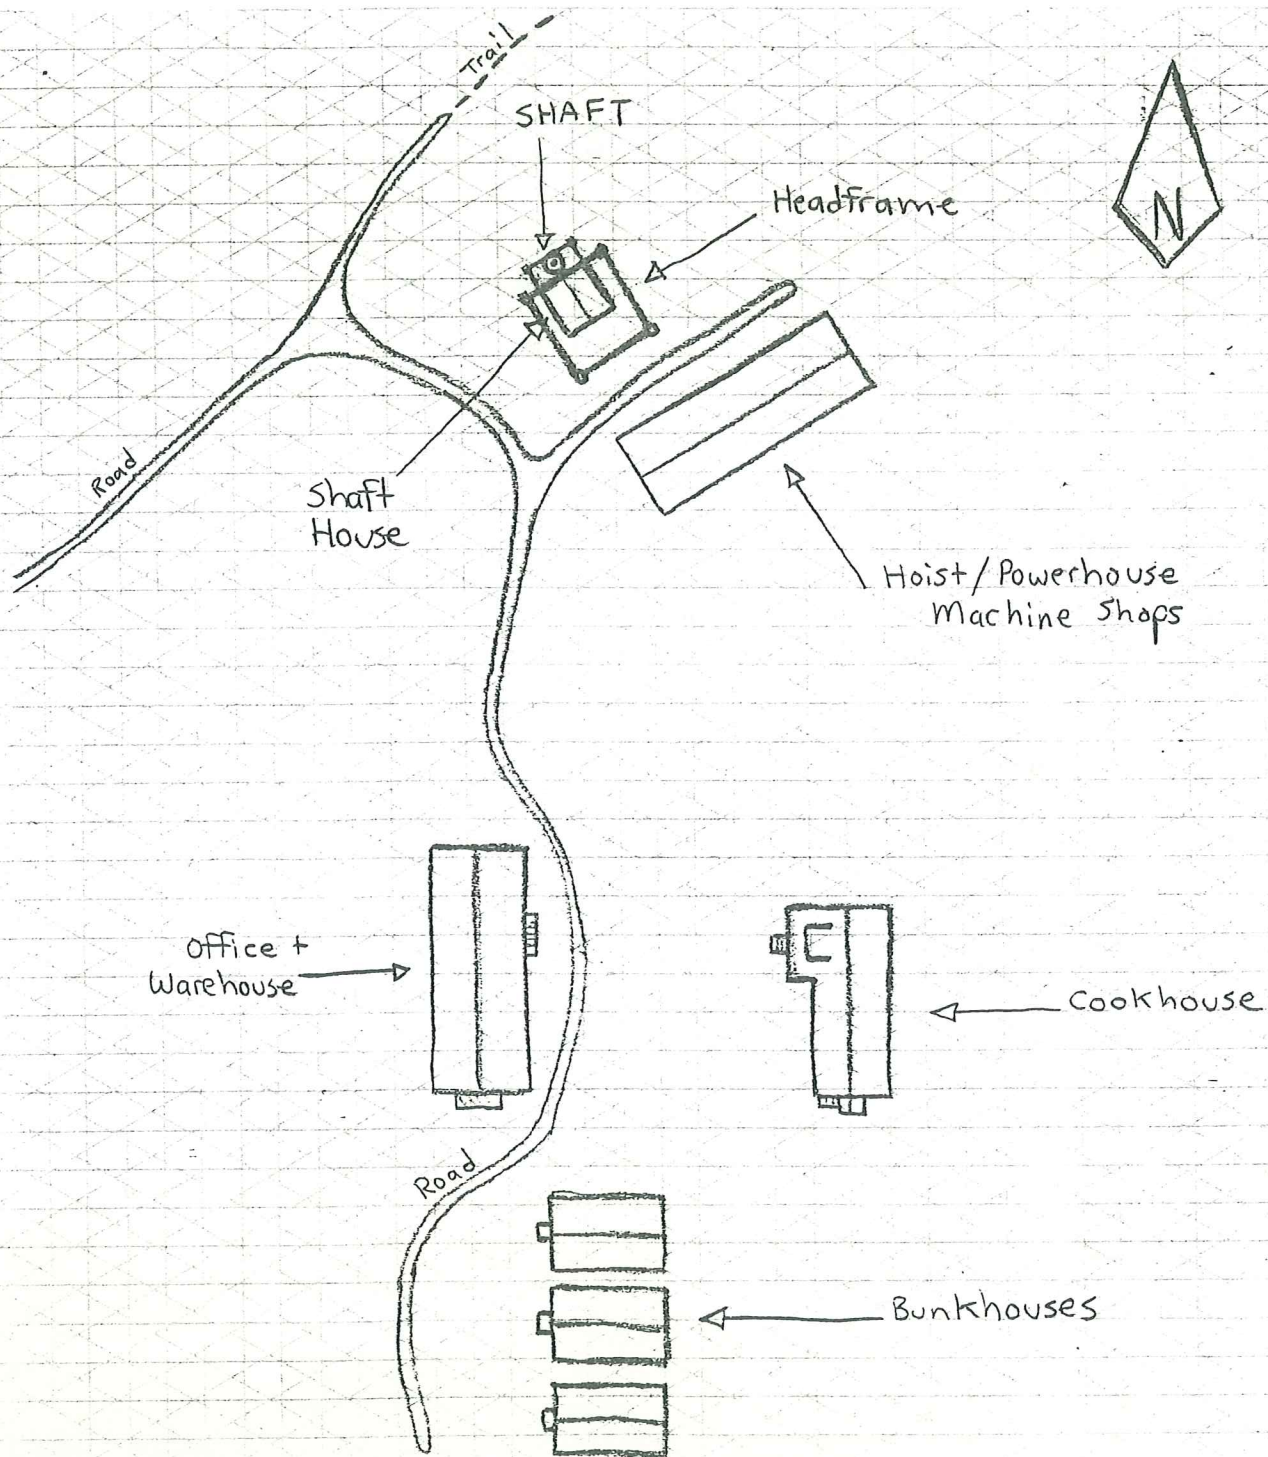 Trail
SHAFT
Headframe
N
Road
Shaft
House
Hoist/Powerhouse
Machine Shops
Office +
Warehouse
Cookhouse
Road
Bunkhouses